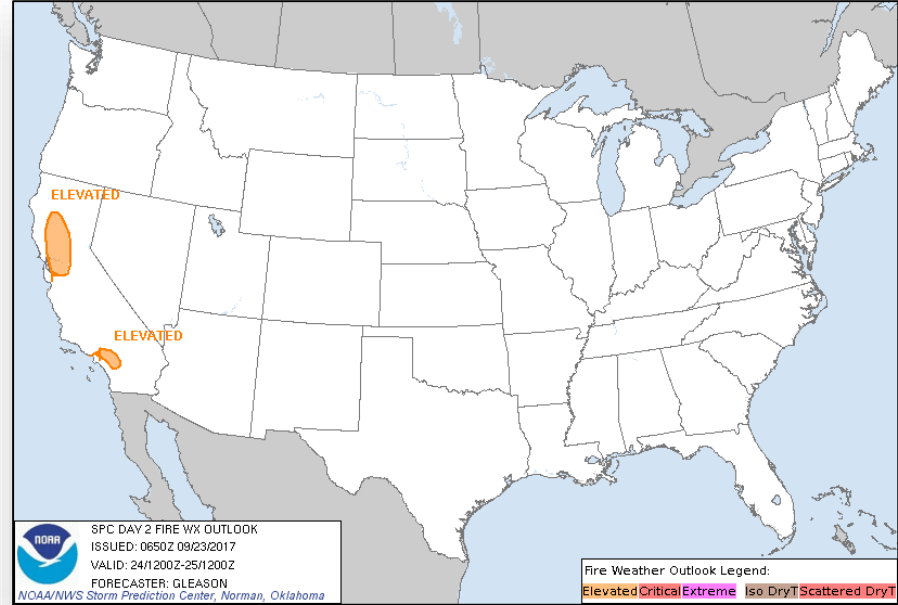 ELEVATED
ELEVATED
NOAA
SPC DAY 2 FIRE WX OUTLOOK
ISSUED: 0650Z 09/23/2017
VALID: 24/1200Z-25/1200Z
FORECASTER: GLEASON
NOAA/NWS Storm Prediction Center, Norman, Oklahoma
Fire Weather Outlook Legend:
Elevated Critical Extreme Iso DryT Scattered DryT